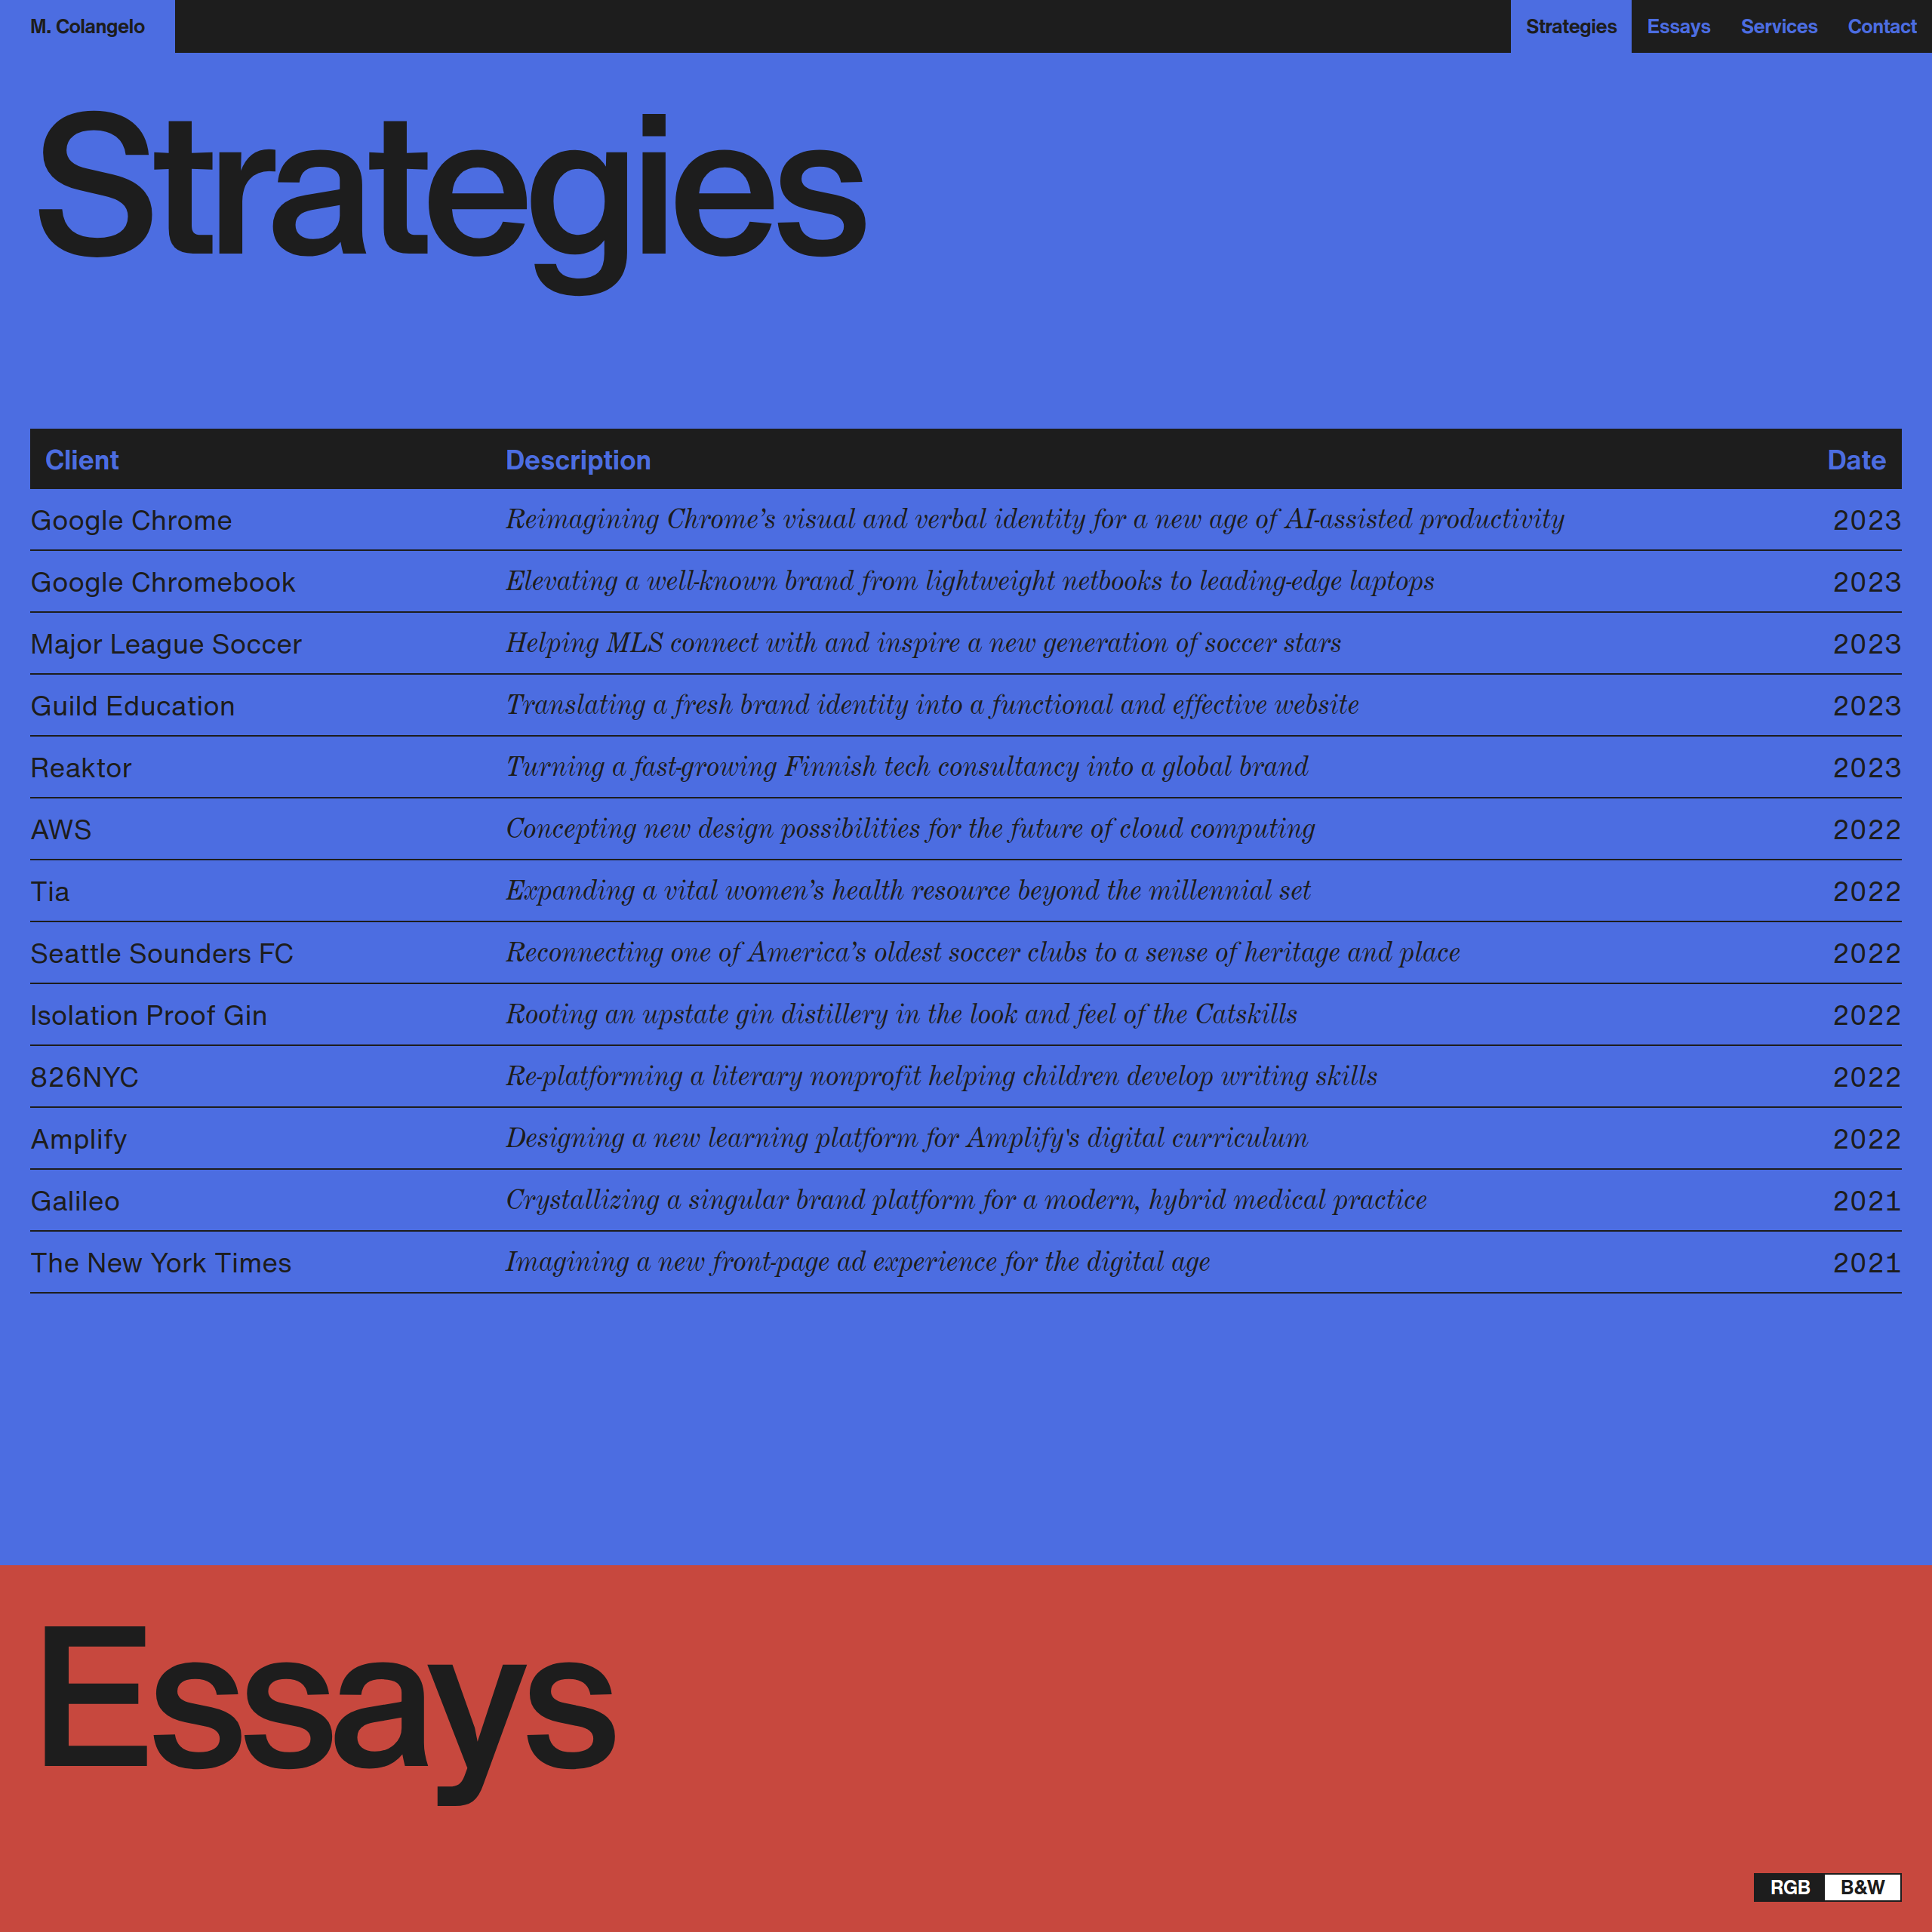 M. Colangelo Strategies Essays Services Contact
Strategies
Client Description Date
Google Chrome Reimagining Chrome’s visual and verbal identity for a new age of AI-assisted productivity 2023
Google Chromebook Elevating a well-known brand from lightweight netbooks to leading-edge laptops 2023
Major League Soccer Helping MLS connect with and inspire a new generation of soccer stars 2023
Guild Education Translating a fresh brand identity into a functional and effective website 2023
Reaktor Turning a fast-growing Finnish tech consultancy into a global brand 2023
AWS Concepting new design possibilities for the future of cloud computing 2022
Tia Expanding a vital women’s health resource beyond the millennial set 2022
Seattle Sounders FC Reconnecting one of America’s oldest soccer clubs to a sense of heritage and place 2022
Isolation Proof Gin Rooting an upstate gin distillery in the look and feel of the Catskills 2022
826NYC Re-platforming a literary nonprofit helping children develop writing skills 2022
Amplify Designing a new learning platform for Amplify's digital curriculum 2022
Galileo Crystallizing a singular brand platform for a modern, hybrid medical practice 2021
The New York Times Imagining a new front-page ad experience for the digital age 2021
Essays
RGB B&W